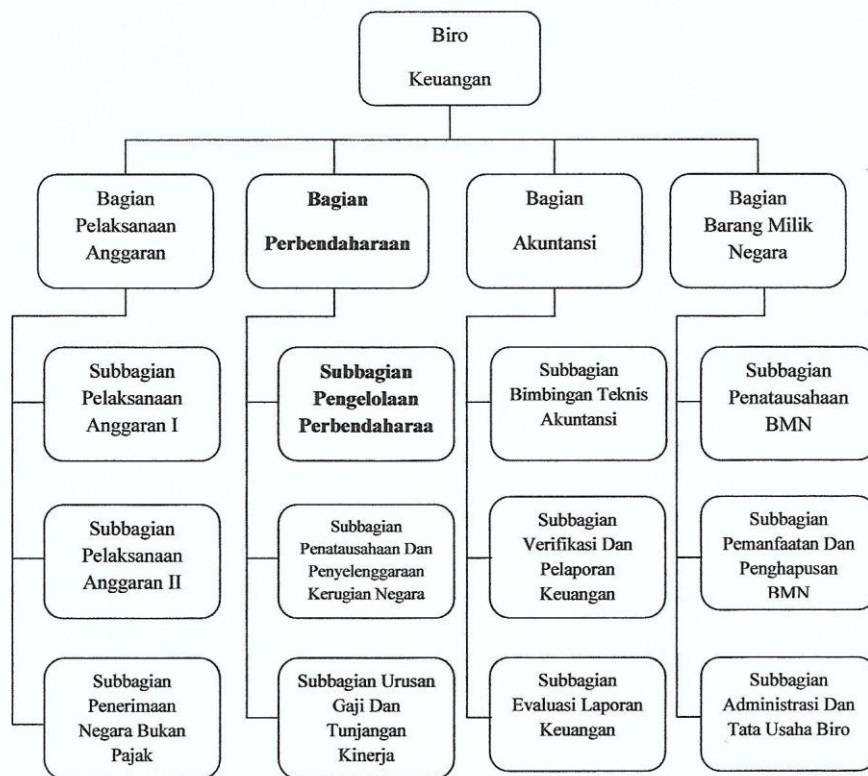 Biro
Keuangan
Bagian
Pelaksanaan
Anggaran
Bagian
Perbendaharaan
Bagian
Akuntansi
Bagian
Barang Milik
Negara
Subbagian
Pelaksanaan
Anggaran I
Subbagian
Pengelolaan
Perbendaharaa
Subbagian
Bimbingan Teknis
Akuntansi
Subbagian
Penatausahaan
BMN
Subbagian
Pelaksanaan
Anggaran II
Subbagian
Penatausahaan Dan
Penyelenggaraan
Kerugian Negara
Subbagian
Verifikasi Dan
Pelaporan
Keuangan
Subbagian
Pemanfaatan Dan
Penghapusan
BMN
Subbagian
Penerimaan
Negara Bukan
Pajak
Subbagian Urusan
Gaji Dan
Tunjangan
Kinerja
Subbagian
Evaluasi Laporan
Keuangan
Subbagian
Administrasi Dan
Tata Usaha Biro